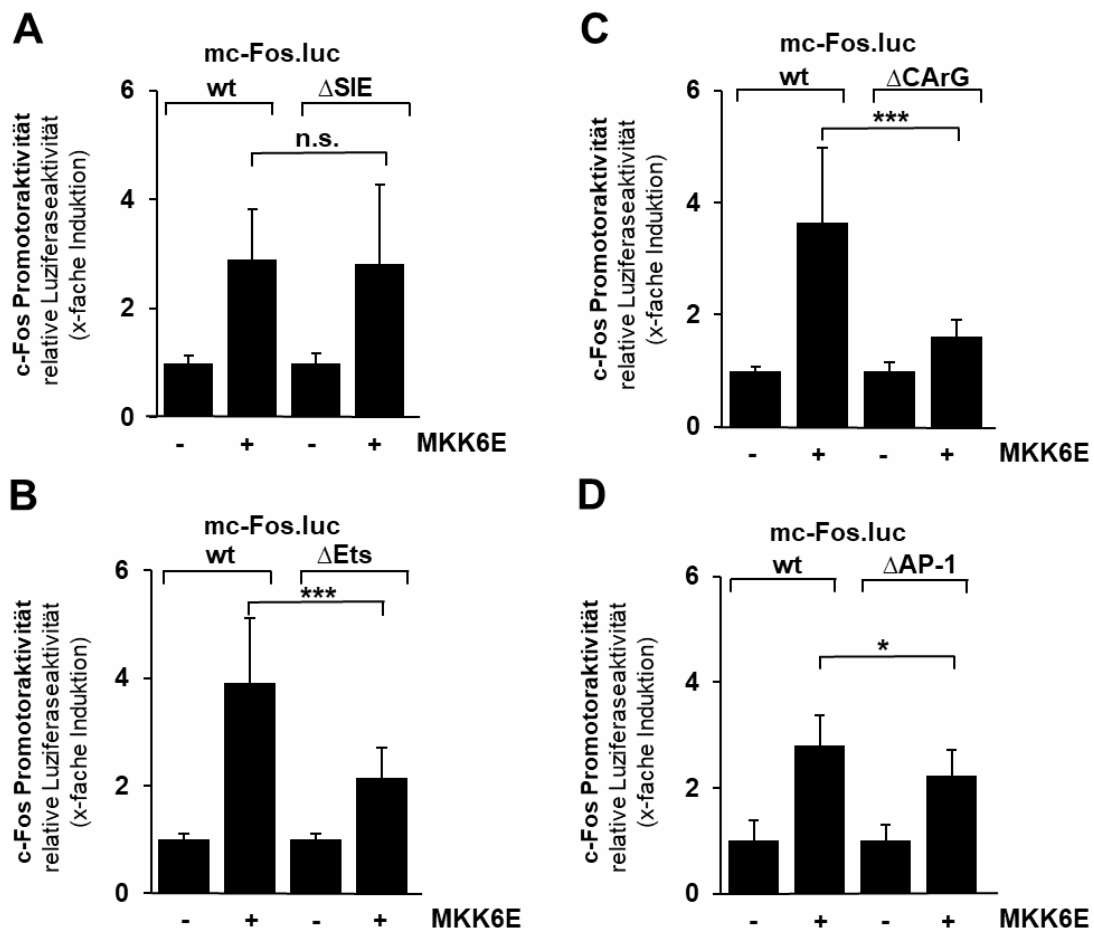 A
mc-Fos.luc
wt ΔSIE
n.s.
6
4
2
0
c-Fos Promotoraktivität
relative Luziferaseaktivität
(x-fache Induktion)
- + - + MKK6E
B
mc-Fos.luc
wt ΔEts
***
6
4
2
0
c-Fos Promotoraktivität
relative Luziferaseaktivität
(x-fache Induktion)
- + - + MKK6E
C
mc-Fos.luc
wt ΔCArG
***
6
4
2
0
c-Fos Promotoraktivität
relative Luziferaseaktivität
(x-fache Induktion)
- + - + MKK6E
D
mc-Fos.luc
wt ΔAP-1
*
6
4
2
0
c-Fos Promotoraktivität
relative Luziferaseaktivität
(x-fache Induktion)
- + - + MKK6E